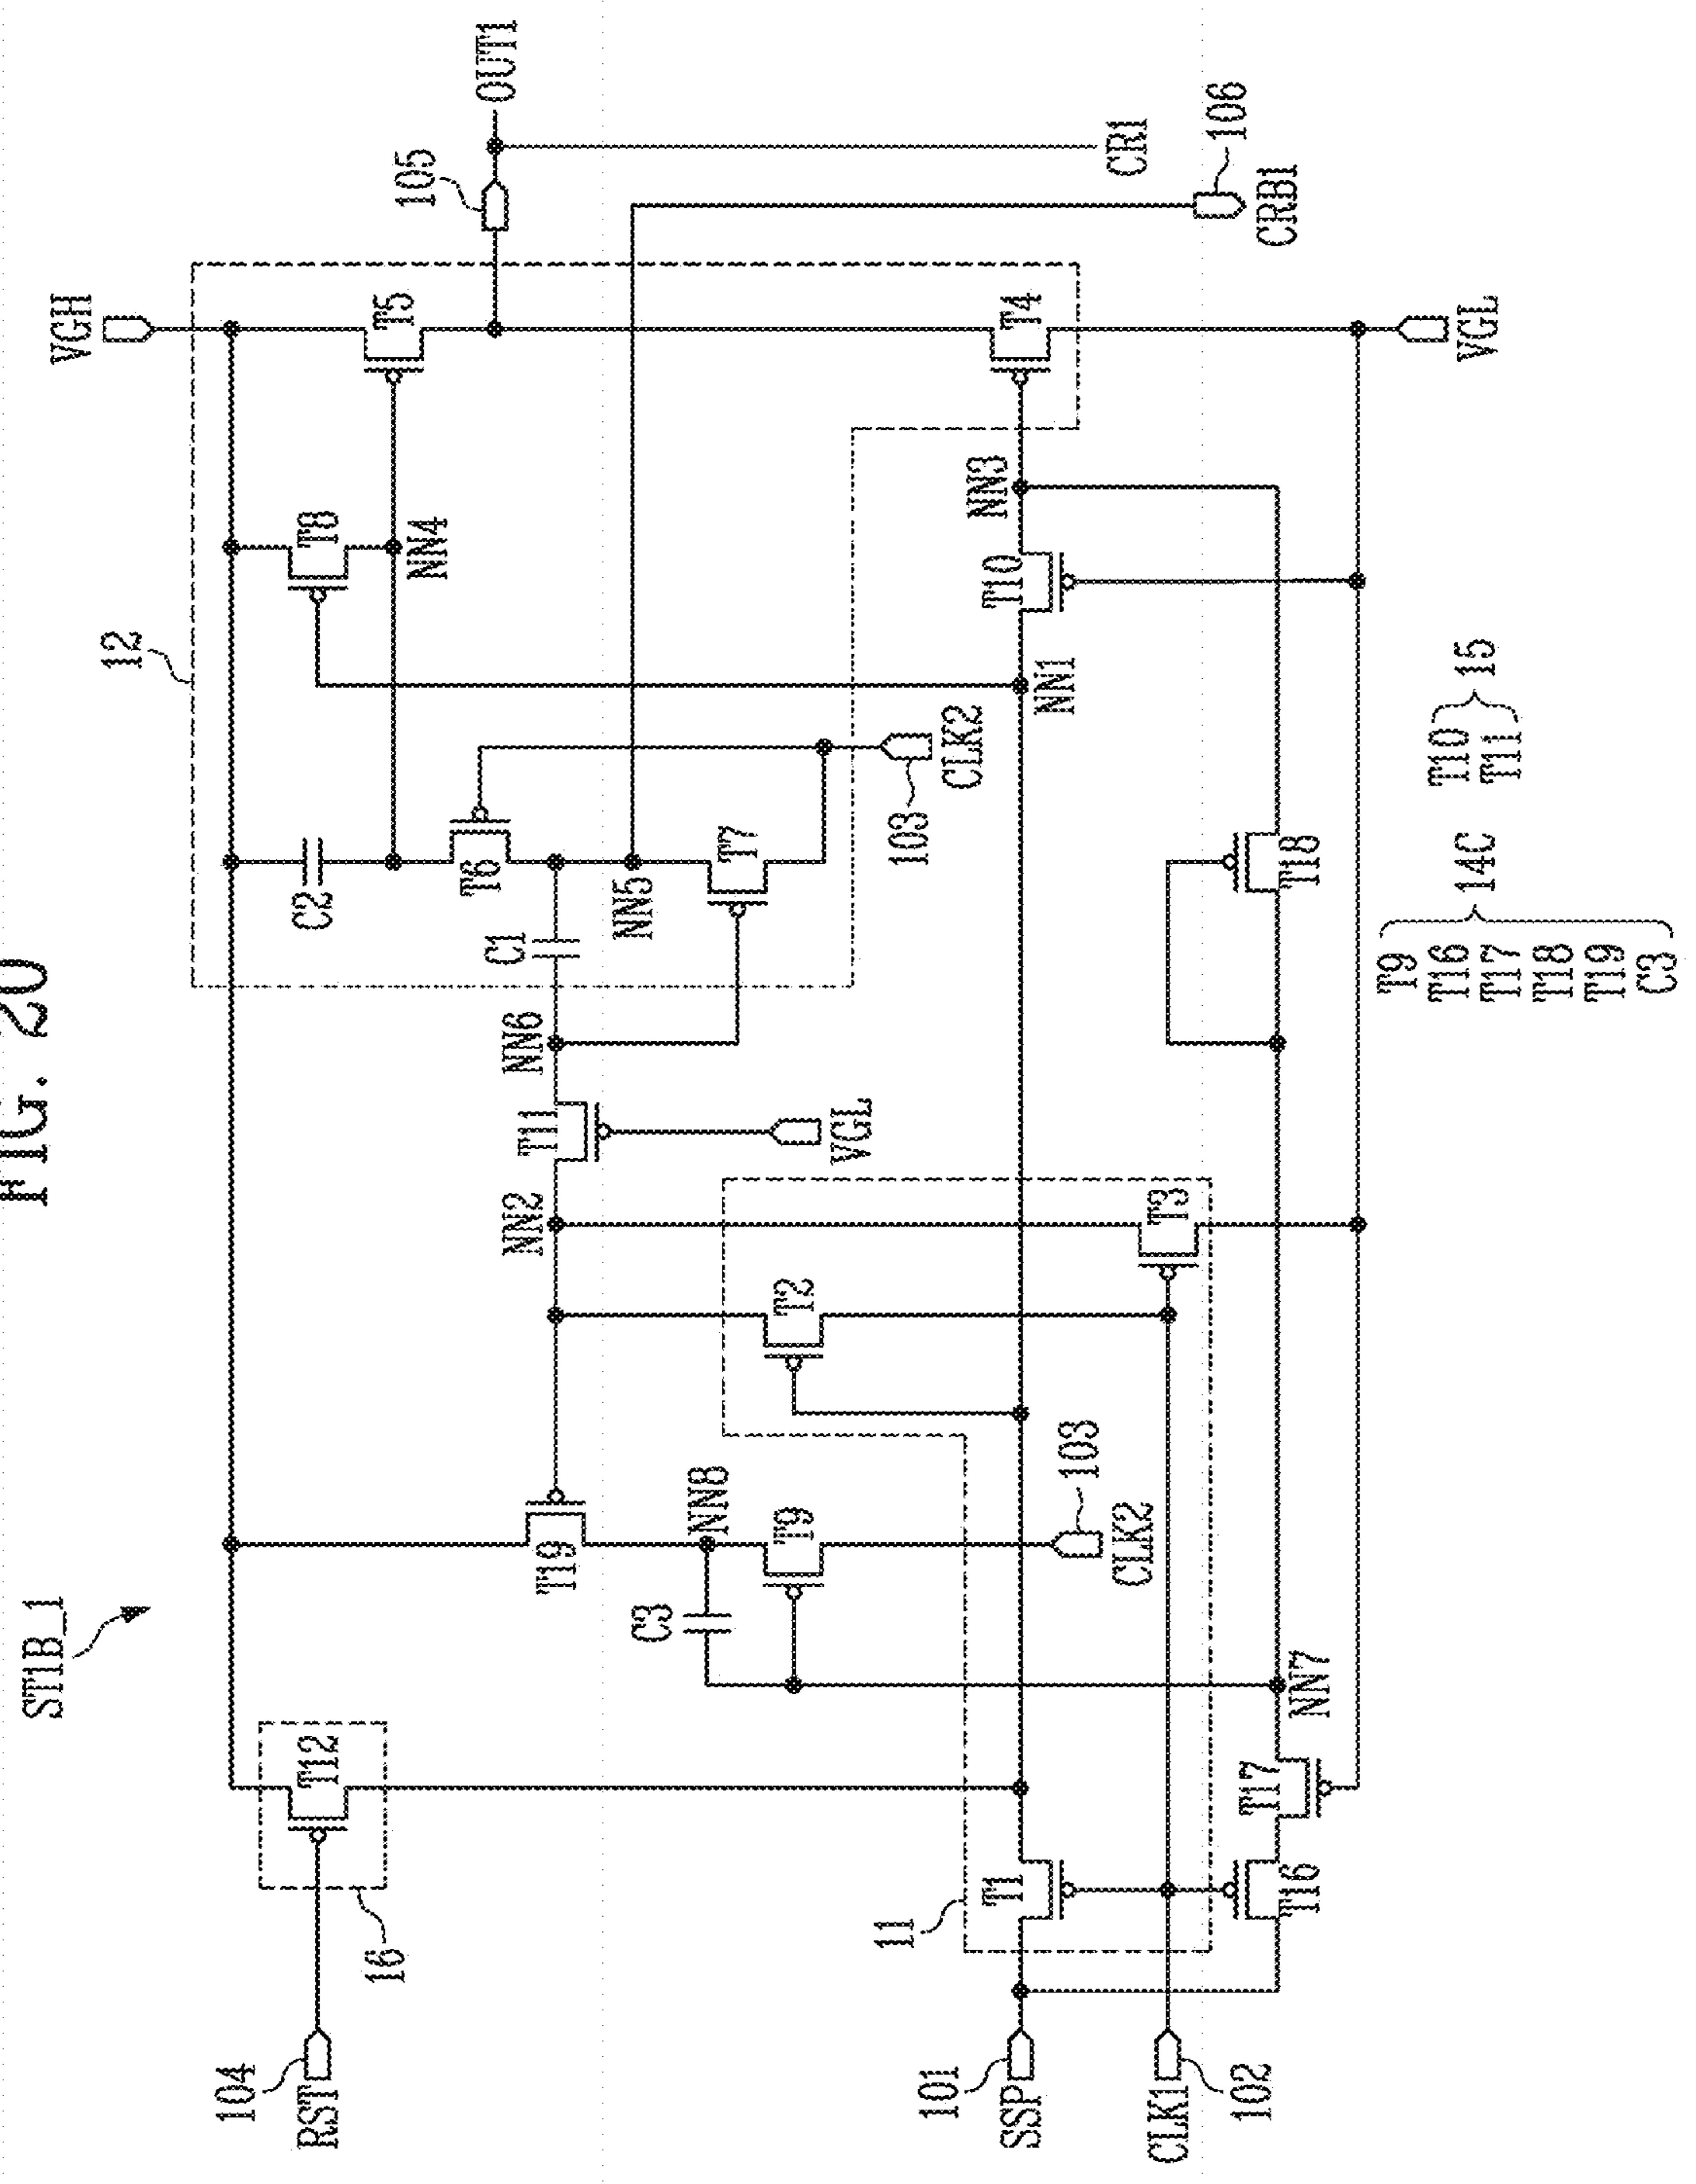 FIG. 20
ST1B_1
VGH
12
C2
T8
T5
105
OUT1
NN4
104
RST
T12
16
T19
NN2
T11
NN6
C1
T6
NN5
C3
NN8
T9
T2
VGL
T7
103
CLK2
11
101
SSP
T1
103
CLK2
NN1
T10
NN3
T4
CR1
CLK1
102
T3
T16
T17
NN7
T18
CRB1
106
VGL
T9
T16
T17
T18
T19
C3
14C
T10
T11
15